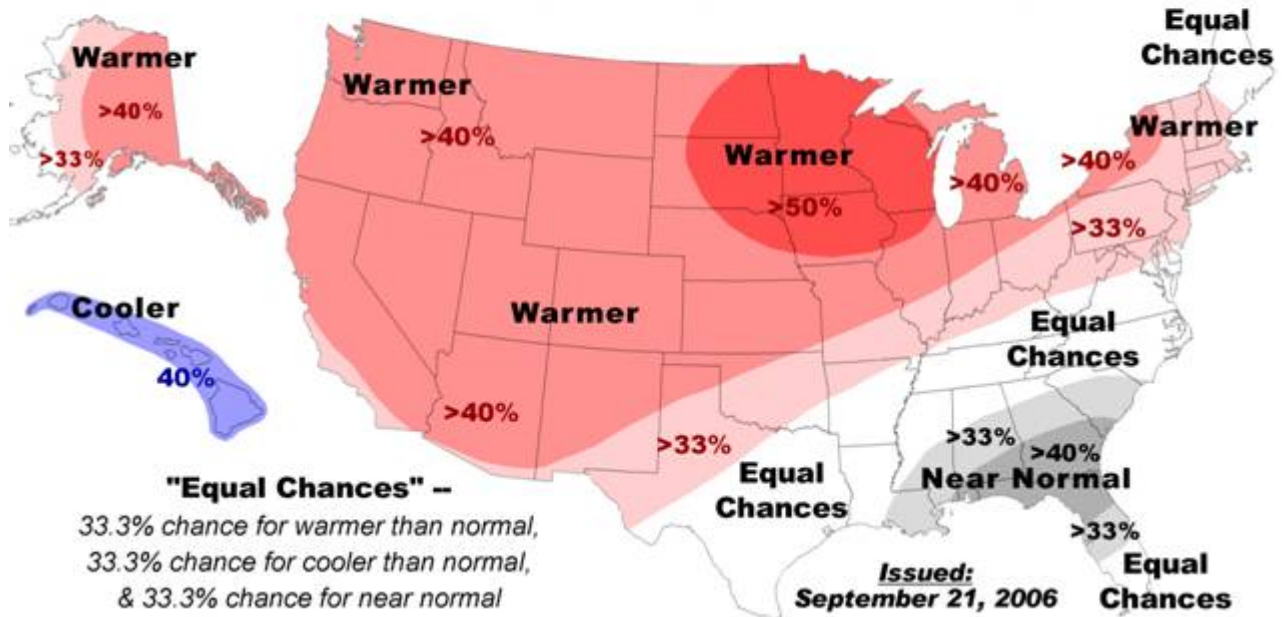 Equal
Chances
Warmer
>40%
>33%
Warmer
>40%
Warmer
>50%
>40%
Warmer
>40%
>33%
Cooler
40%
Warmer
Equal
Chances
>40%
>33%
Equal
Chances
>33%
>40%
Near Normal
>33%
Equal
Chances
"Equal Chances" --
33.3% chance for warmer than normal,
33.3% chance for cooler than normal,
& 33.3% chance for near normal
Issued:
September 21, 2006